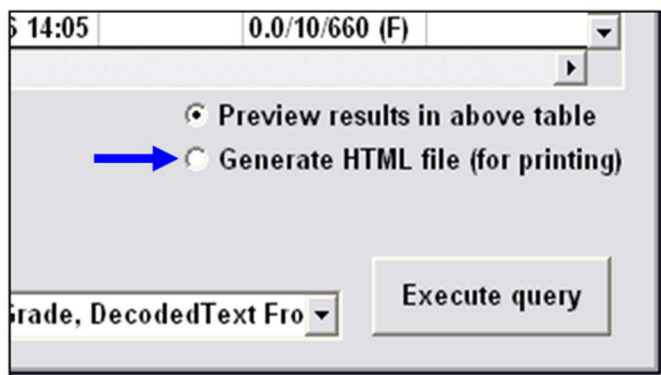 14:05 0.0/10/660 (F)
Preview results in above table
Generate HTML file (for printing)
Execute query
DecodedText Fro